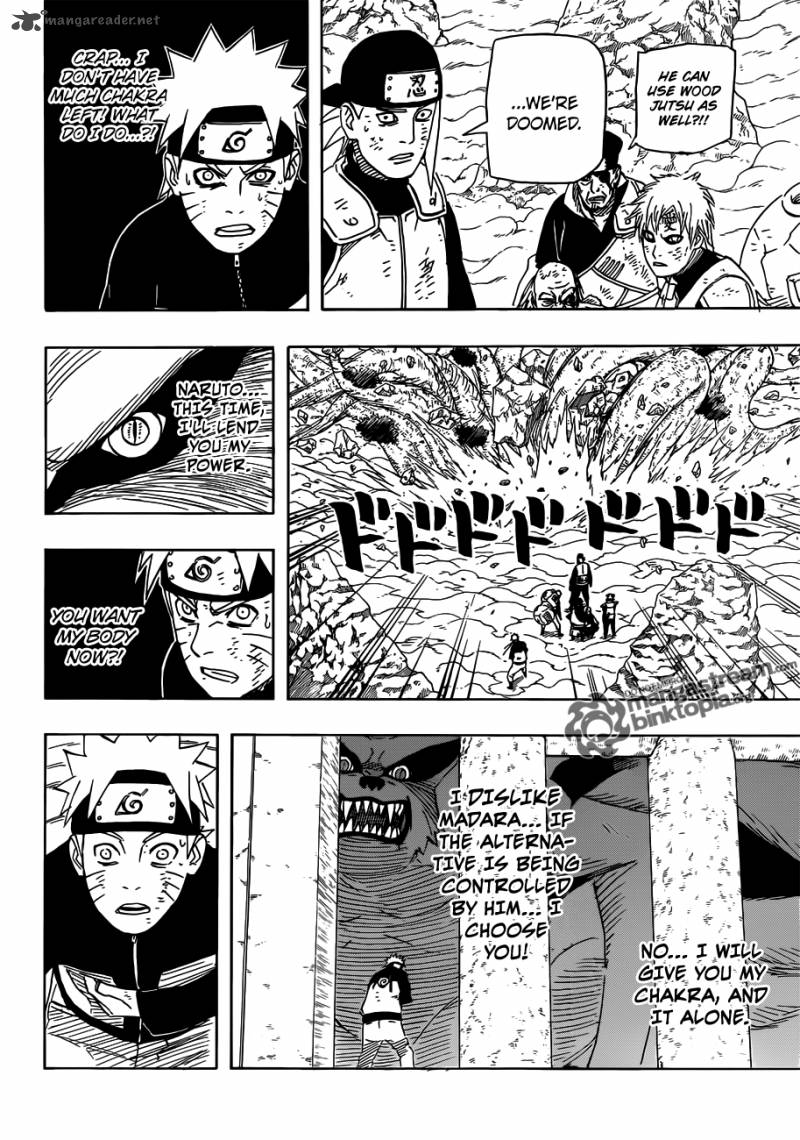 mangareader.net
HE CAN
USE WOOD
JUTSU AS
WELL?!!
...WE'RE
DOOMED.
忍
CRAP... I
DON'T HAVE
MUCH CHAKRA
LEFT! WHAT
DO I DO...?!
ドドドドドドドド
NARUTO...
THIS TIME,
I'LL LEND
YOU MY
POWER.
YOU WANT
MY BODY
NOW?!
mangastream.com
binktopia
NO... I WILL
GIVE YOU MY
CHAKRA, AND
IT ALONE.
I DISLIKE
MADARA... IF
THE ALTERNA-
TIVE IS BEING
CONTROLLED
BY HIM... I
CHOOSE
YOU!